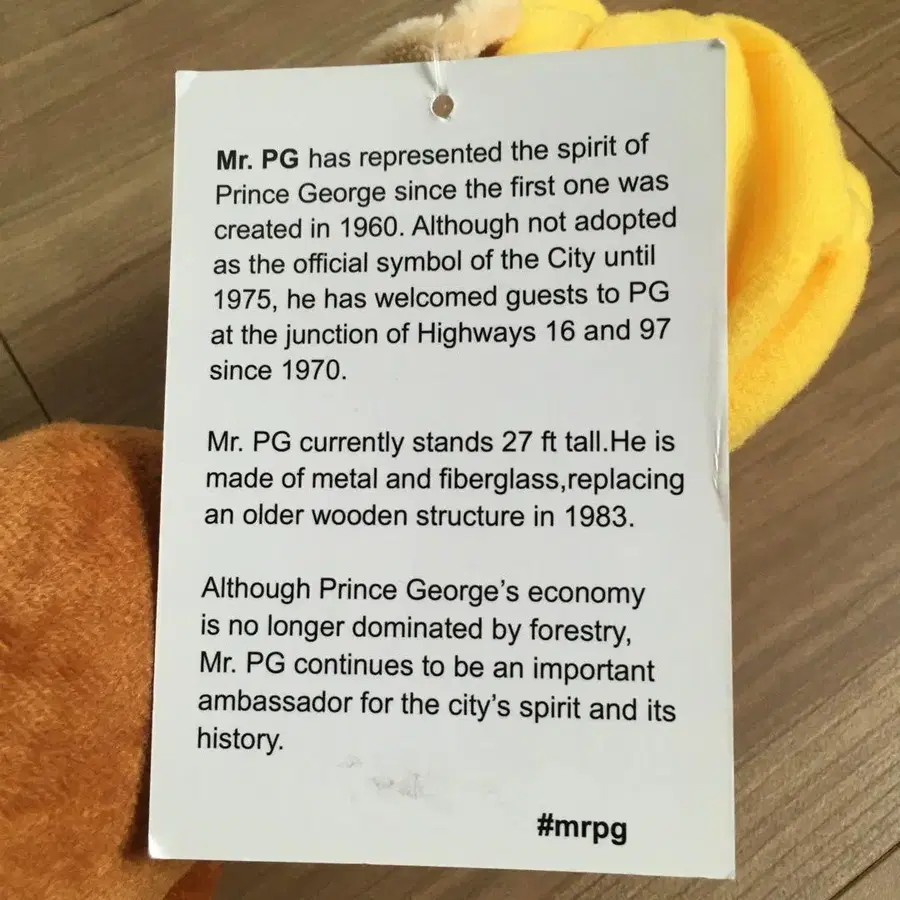 Mr. PG has represented the spirit of
Prince George since the first one was
created in 1960. Although not adopted
as the official symbol of the City until
1975, he has welcomed guests to PG
at the junction of Highways 16 and 97
since 1970.
Mr. PG currently stands 27 ft tall.He is
made of metal and fiberglass,replacing
an older wooden structure in 1983.
Although Prince George’s economy
is no longer dominated by forestry,
Mr. PG continues to be an important
ambassador for the city’s spirit and its
history.
#mrpg